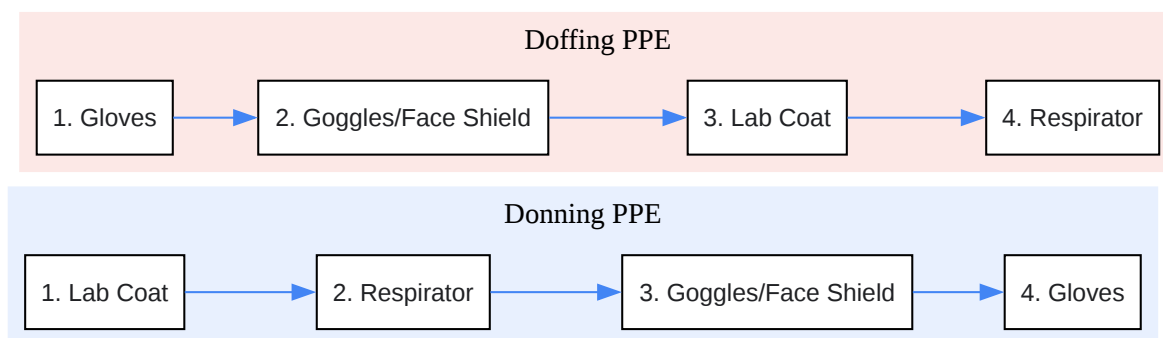 Doffing PPE
1. Gloves
2. Goggles/Face Shield
3. Lab Coat
4. Respirator
Donning PPE
1. Lab Coat
2. Respirator
3. Goggles/Face Shield
4. Gloves